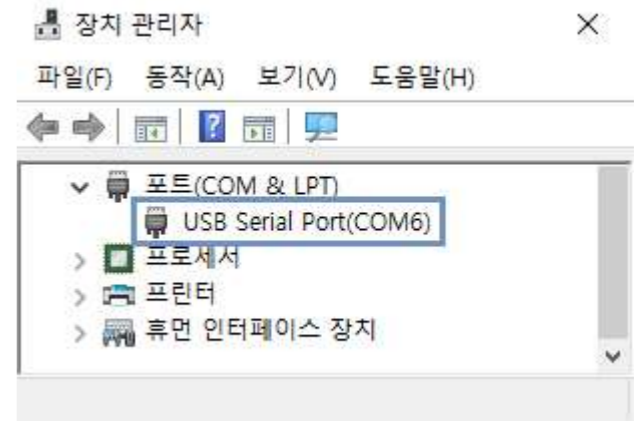 장치 관리자
파일(F) 동작(A) 보기(V) 도움말(H)
포트(COM & LPT)
USB Serial Port(COM6)
프로세서
프린터
휴먼 인터페이스 장치